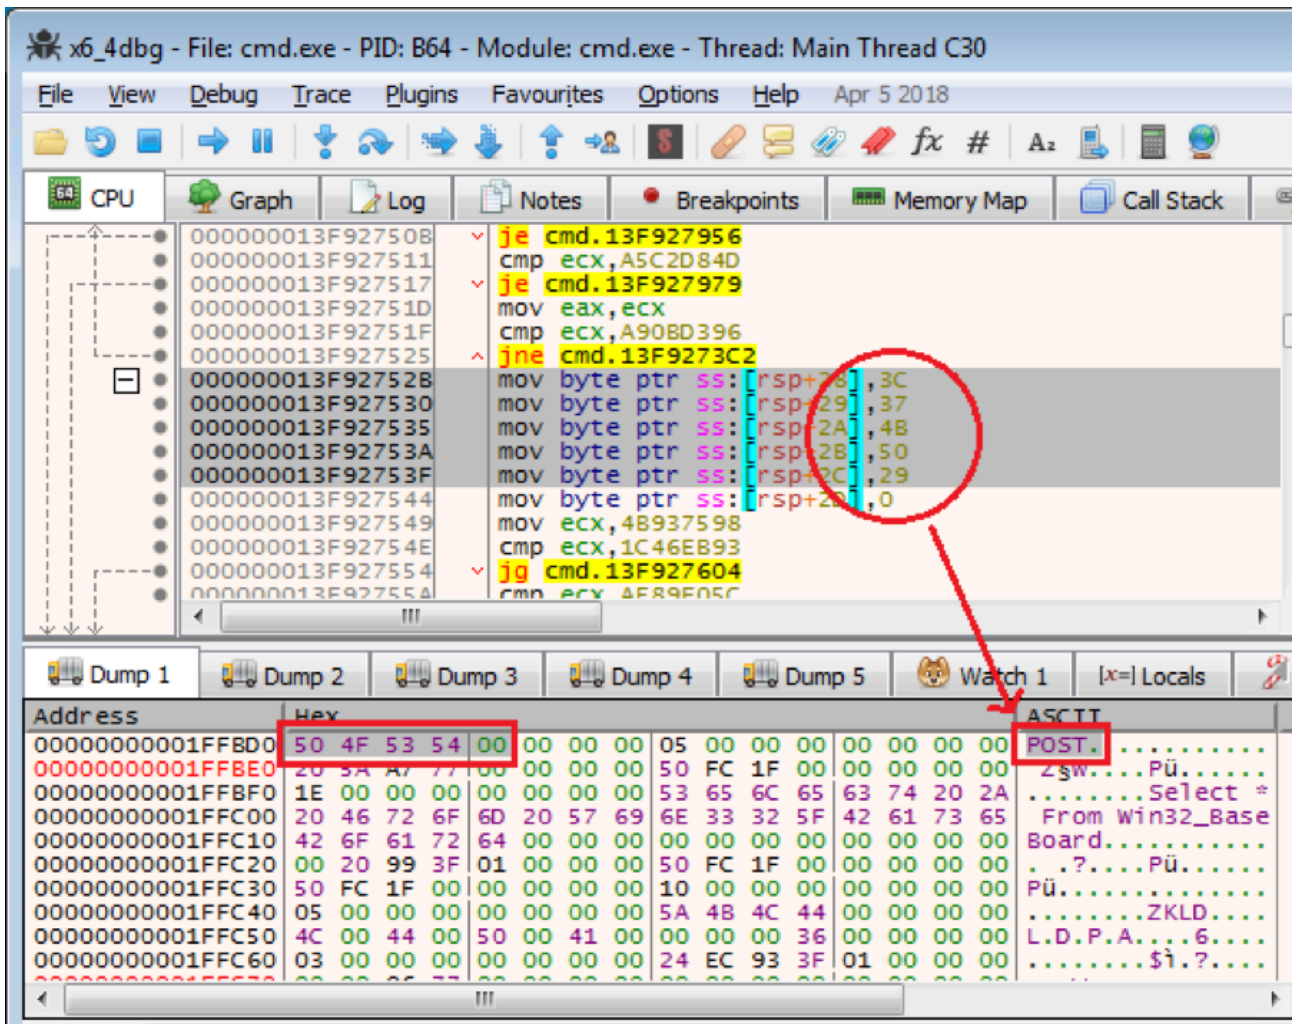 x6_4dbg - File: cmd.exe - PID: B64 - Module: cmd.exe - Thread: Main Thread C30
File View Debug Trace Plugins Favourites Options Help Apr 5 2018
CPU Graph Log Notes Breakpoints Memory Map Call Stack
000000013F92750B je cmd.13F927956
000000013F927511 cmp ecx,A5C2D84D
000000013F927517 je cmd.13F927979
000000013F92751D mov eax,ecx
000000013F92751F cmp ecx,A90BD396
000000013F927525 jne cmd.13F9273C2
000000013F92752B mov byte ptr ss:[rsp+28],3C
000000013F927530 mov byte ptr ss:[rsp+29],37
000000013F927535 mov byte ptr ss:[rsp+2A],4B
000000013F92753A mov byte ptr ss:[rsp+2B],50
000000013F92753F mov byte ptr ss:[rsp+2C],29
000000013F927544 mov byte ptr ss:[rsp+2D],0
000000013F927549 mov ecx,4B937598
000000013F92754E cmp ecx,1C46EB93
000000013F927554 jg cmd.13F927604
000000013F92755A cmp ecx,AE89E05C
Dump 1 Dump 2 Dump 3 Dump 4 Dump 5 Watch 1 [x=] Locals
Address Hex ASCII
00000000001FFBD0 50 4F 53 54 00 00 00 00 05 00 00 00 00 00 00 00 POST............
00000000001FFBE0 20 5A A7 77 00 00 00 00 50 FC 1F 00 00 00 00 00 Z§w....Pü......
00000000001FFBF0 1E 00 00 00 00 00 00 00 53 65 6C 65 63 74 20 2A ........Select *
00000000001FFC00 20 46 72 6F 6D 20 57 69 6E 33 32 5F 42 61 73 65 From Win32_Base
00000000001FFC10 42 6F 61 72 64 00 00 00 00 00 00 00 00 00 00 00 Board...........
00000000001FFC20 00 20 99 3F 01 00 00 00 50 FC 1F 00 00 00 00 00 . .?....Pü......
00000000001FFC30 50 FC 1F 00 00 00 00 00 10 00 00 00 00 00 00 00 Pü..............
00000000001FFC40 05 00 00 00 00 00 00 00 5A 4B 4C 44 00 00 00 00 ........ZKLD....
00000000001FFC50 4C 00 44 00 50 00 41 00 00 00 00 36 00 00 00 00 L.D.P.A....6....
00000000001FFC60 03 00 00 00 00 00 00 00 24 EC 93 3F 01 00 00 00 ........$ì.?....